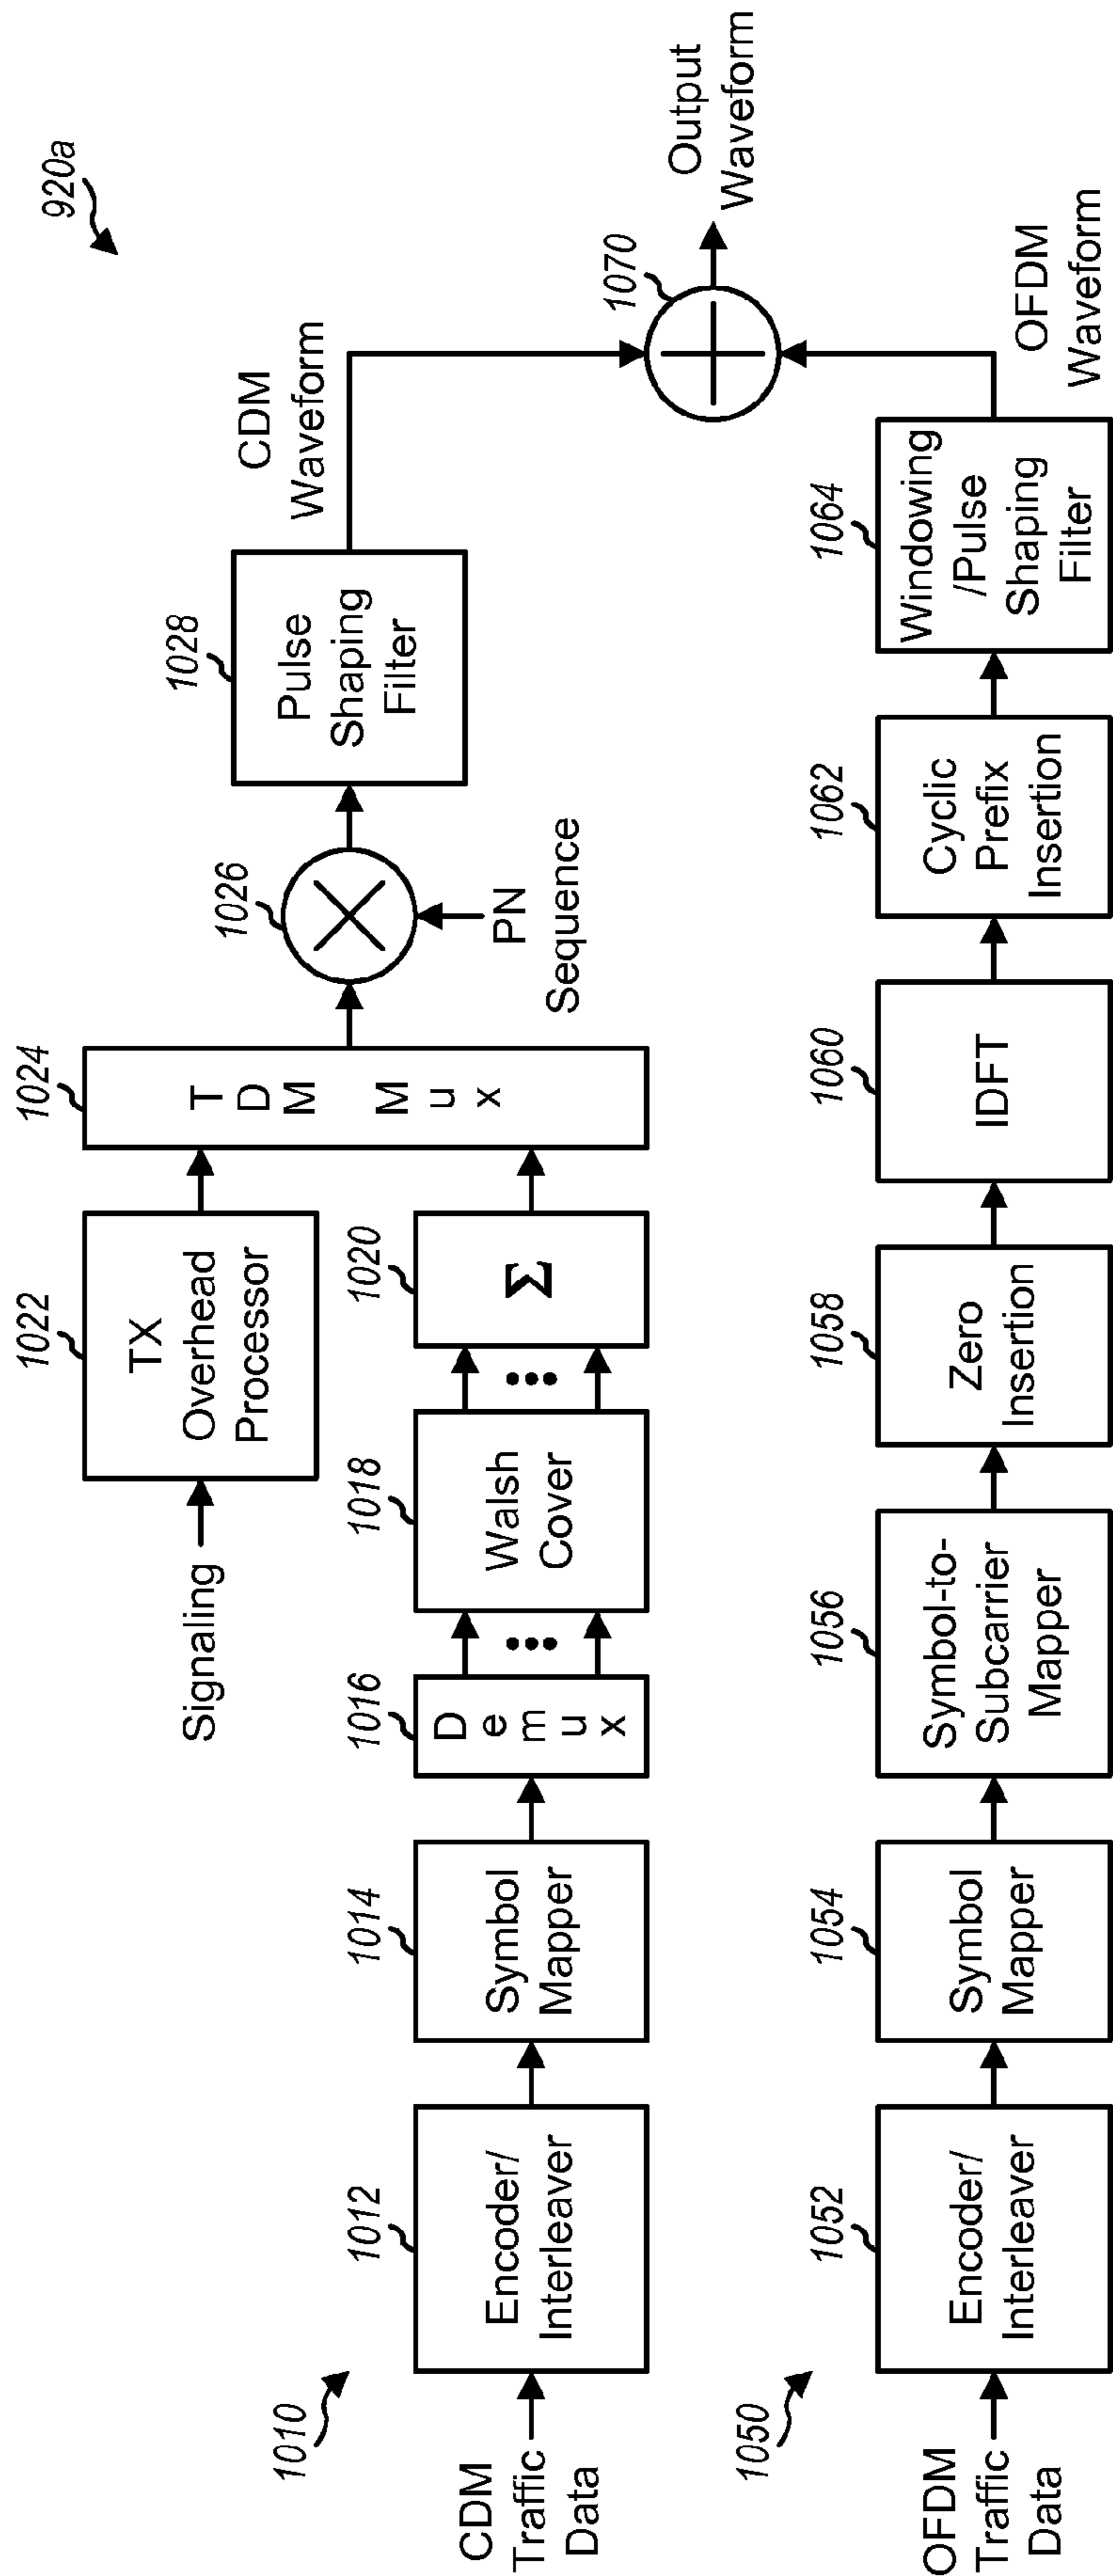 920a
1010
CDM
Traffic
Data
1012
Encoder/
Interleaver
1014
Symbol
Mapper
1016
Demux
1018
Walsh
Cover
1020
Σ
Signaling
1022
TX
Overhead
Processor
1024
TDM Mux
1026
PN
Sequence
1028
Pulse
Shaping
Filter
CDM
Waveform
1070
Output
Waveform
1050
OFDM
Traffic
Data
1052
Encoder/
Interleaver
1054
Symbol
Mapper
1056
Symbol-to-
Subcarrier
Mapper
1058
Zero
Insertion
1060
IDFT
1062
Cyclic
Prefix
Insertion
1064
Windowing
/Pulse
Shaping
Filter
OFDM
Waveform